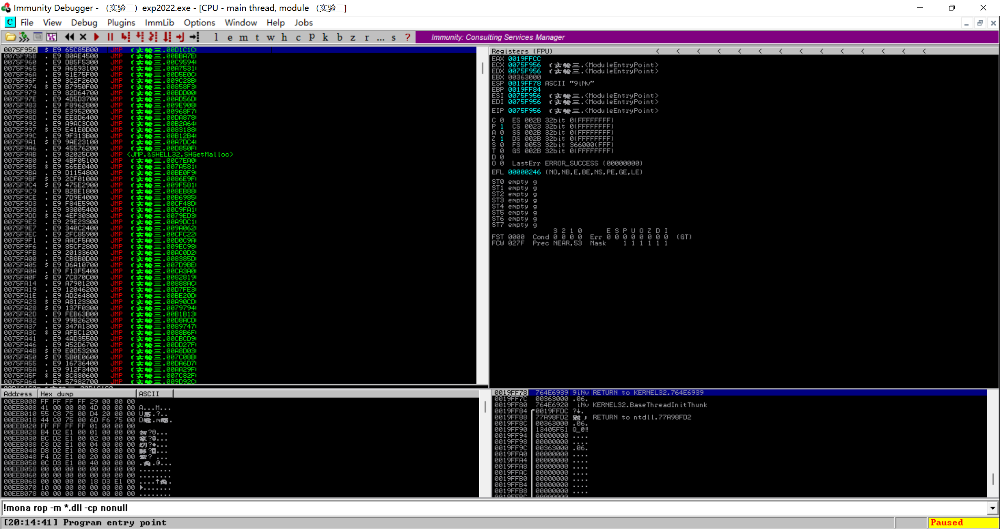 Immunity Debugger - （实验三）exp2022.exe - [CPU - main thread, module （实验三]
File View Debug Plugins ImmLib Options Window Help Jobs
l e m t w h c P k b z r ... s ?
Immunity: Consulting Services Manager
0075F956 $ E9 65C85B00 JMP （实验三.00D1C1C
0075F95B . E9 80AE4500 JMP （实验三.00BBA7E
0075F960 . E9 DB5F5300 JMP （实验三.00C9594
0075F965 . E9 A6593100 JMP （实验三.00A7531
0075F96A . E9 51E75F00 JMP （实验三.00D5E0C
0075F96F . E9 3C2F2600 JMP （实验三.009C28B
0075F974 $ E9 B7950F00 JMP （实验三.00858F3
0075F979 . E9 82D64700 JMP （实验三.00BDD00
0075F97E . E9 4D5D3700 JMP （实验三.00AD56D
0075F983 . E9 F8962800 JMP （实验三.009E908
0075F988 . E9 E3952000 JMP （实验三.00968F7
0075F98D . E9 EE8D6400 JMP （实验三.00DA878
0075F992 . E9 A9AC3C00 JMP （实验三.00B2A64
0075F997 $ E9 E41E0D00 JMP （实验三.0083188
0075F99C . E9 9F313B00 JMP （实验三.00B12B4
0075F9A1 $ E9 9AE23100 JMP （实验三.00A7DC4
0075F9A6 . E9 45576200 JMP （实验三.00D850F
0075F9AB . E9 82025C00 JMP <JMP.&SHELL32.SHGetMalloc>
0075F9B0 . E9 4BF05100 JMP （实验三.00C7EA0
0075F9B5 $ E9 565E0400 JMP （实验三.007A581
0075F9BA . E9 D1154800 JMP （实验三.00BE0F9
0075F9BF $ E9 2CF01000 JMP （实验三.0086E9F
0075F9C4 $ E9 475E2900 JMP （实验三.009F581
0075F9C9 . E9 B2BE1800 JMP （实验三.008EB88
0075F9CE . E9 7D9E4000 JMP （实验三.00B6985
0075F9D3 . E9 F84E5900 JMP （实验三.00CF48D
0075F9D8 . E9 33005400 JMP （实验三.00C9FA1
0075F9DD $ E9 4EF30300 JMP （实验三.0079ED3
0075F9E2 . E9 29E23300 JMP （实验三.00A9DC1
0075F9E7 . E9 340C2400 JMP （实验三.009A062
0075F9EC . E9 2FC85900 JMP （实验三.00CFC22
0075F9F1 . E9 AACF5A00 JMP （实验三.00D0C9A
0075F9F6 . E9 85CF2800 JMP （实验三.009EC98
0075F9FB . E9 20133600 JMP （实验三.00AC0D2
0075FA00 . E9 CB8B0D00 JMP （实验三.008385D
0075FA05 $ E9 D6A10700 JMP （实验三.007D9BE
0075FA0A . E9 F13F5400 JMP （实验三.00CA3A0
0075FA0F $ E9 7C870C00 JMP （实验三.0082819
0075FA14 . E9 A7901200 JMP （实验三.00888AC
0075FA19 . E9 12046200 JMP （实验三.00D7FE3
0075FA1E . E9 AD264800 JMP （实验三.00BE20D
0075FA23 $ E9 A8123300 JMP （实验三.00A90CD
0075FA28 $ E9 137F0300 JMP （实验三.0079794
0075FA2D . E9 FEB63B00 JMP （实验三.00B1B13
0075FA32 . E9 99B26200 JMP （实验三.00D8ACD
0075FA37 . E9 347A1300 JMP （实验三.0089747
0075FA3C $ E9 AFBC1200 JMP （实验三.0088B6F
0075FA41 . E9 4AD35500 JMP （实验三.00CBCD9
0075FA46 . E9 A52D6700 JMP （实验三.00DD27F
0075FA4B $ E9 E0D53200 JMP （实验三.00A8D03
0075FA50 $ E9 5B0E0600 JMP （实验三.007C08B
0075FA55 . E9 16736400 JMP （实验三.00DA6D7
0075FA5A . E9 912F3400 JMP （实验三.00AA29F
0075FA5F $ E9 8C880600 JMP （实验三.007C82F
0075FA64 . E9 57982700 JMP （实验三.009D92C
Registers (FPU) < < < < < < < < < < < < < <
EAX 0019FFCC
ECX 0075F956 （实验三.<ModuleEntryPoint>
EDX 0075F956 （实验三.<ModuleEntryPoint>
EBX 00363000
ESP 0019FF78 ASCII "9iNv"
EBP 0019FF84
ESI 0075F956 （实验三.<ModuleEntryPoint>
EDI 0075F956 （实验三.<ModuleEntryPoint>
EIP 0075F956 （实验三.<ModuleEntryPoint>
C 0 ES 002B 32bit 0(FFFFFFFF)
P 1 CS 0023 32bit 0(FFFFFFFF)
A 0 SS 002B 32bit 0(FFFFFFFF)
Z 1 DS 002B 32bit 0(FFFFFFFF)
S 0 FS 0053 32bit 366000(FFF)
T 0 GS 002B 32bit 0(FFFFFFFF)
D 0
O 0 LastErr ERROR_SUCCESS (00000000)
EFL 00000246 (NO,NB,E,BE,NS,PE,GE,LE)
ST0 empty g
ST1 empty g
ST2 empty g
ST3 empty g
ST4 empty g
ST5 empty g
ST6 empty g
ST7 empty g
3 2 1 0 E S P U O Z D I
FST 0000 Cond 0 0 0 0 Err 0 0 0 0 0 0 0 0 (GT)
FCW 027F Prec NEAR,53 Mask 1 1 1 1 1 1
Address Hex dump ASCII
00EEB000 FF FF FF FF 29 00 00 00
00EEB008 41 00 00 00 4D 00 00 00 A...M...
00EEB010 55 C8 75 00 D4 20 00 00
00EEB018 44 C0 75 00 6D F6 75 00
00EEB020 FF FF FF FF 01 00 00 00
00EEB028 B4 D2 E1 00 01 00 00 00
00EEB030 BC D2 E1 00 02 00 00 00
00EEB038 C8 D2 E1 00 04 00 00 00
00EEB040 D8 D2 E1 00 08 00 00 00
00EEB048 F4 D2 E1 00 20 00 00 00
00EEB050 0C D3 E1 00 40 00 00 00
00EEB058 00 00 00 00 00 00 00 00 ........
00EEB060 00 00 00 00 00 00 00 00 ........
00EEB068 00 00 00 00 18 D3 E1 00
00EEB070 10 00 00 00 00 00 00 00 ►.......
00EEB078 00 00 00 00 00 00 00 00 ........
0019FF78 764E6939 9iNv RETURN to KERNEL32.764E6939
0019FF7C 00363000 .06.
0019FF80 764E6920 iNv KERNEL32.BaseThreadInitThunk
0019FF84 0019FFDC ?↓.
0019FF88 77A98FD2 RETURN to ntdll.77A98FD2
0019FF8C 00363000 .06.
0019FF90 13405F51 Q_@‼
0019FF94 00000000 ....
0019FF98 00000000 ....
0019FF9C 00363000 .06.
0019FFA0 00000000 ....
0019FFA4 00000000 ....
0019FFA8 00000000 ....
0019FFAC 00000000 ....
0019FFB0 00000000 ....
0019FFB4 00000000 ....
0019FFB8 00000000 ....
!mona rop -m *.dll -cp nonull
[20:14:41] Program entry point
Paused